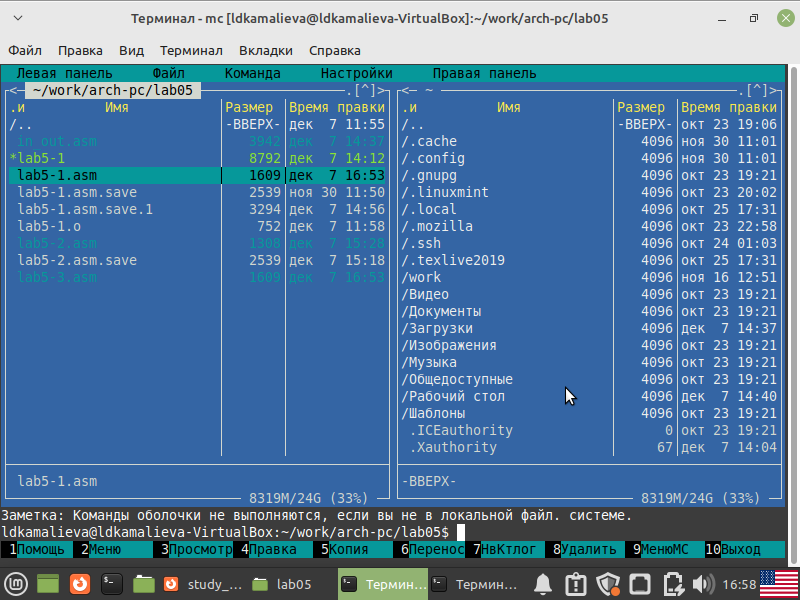 Терминал - mc [ldkamalieva@ldkamalieva-VirtualBox]:~/work/arch-pc/lab05
Файл Правка Вид Терминал Вкладки Справка
Левая панель Файл Команда Настройки Правая панель
<─ ~/work/arch-pc/lab05 ─.[^]> <─ ~ ─.[^]>
.и Имя Размер Время правки .и Имя Размер Время правки
/.. -ВВЕРХ- дек 7 11:55 /.. -ВВЕРХ- окт 23 19:06
in_out.asm 3942 дек 7 14:37 /.cache 4096 ноя 30 11:01
*lab5-1 8792 дек 7 14:12 /.config 4096 ноя 30 11:01
lab5-1.asm 1609 дек 7 16:53 /.gnupg 4096 окт 23 19:21
lab5-1.asm.save 2539 ноя 30 11:50 /.linuxmint 4096 окт 23 20:02
lab5-1.asm.save.1 3294 дек 7 14:56 /.local 4096 окт 25 17:31
lab5-1.o 752 дек 7 11:58 /.mozilla 4096 окт 23 22:58
lab5-2.asm 1308 дек 7 15:28 /.ssh 4096 окт 24 01:03
lab5-2.asm.save 2539 дек 7 15:18 /.texlive2019 4096 окт 25 17:31
lab5-3.asm 1609 дек 7 16:53 /work 4096 ноя 16 12:51
/Видео 4096 окт 23 19:21
/Документы 4096 окт 23 19:21
/Загрузки 4096 дек 7 14:37
/Изображения 4096 окт 23 19:21
/Музыка 4096 окт 23 19:21
/Общедоступные 4096 окт 23 19:21
/Рабочий стол 4096 дек 7 14:40
/Шаблоны 4096 окт 23 19:21
.ICEauthority 0 окт 23 19:21
.Xauthority 67 дек 7 14:04
lab5-1.asm -ВВЕРХ-
8319M/24G (33%) 8319M/24G (33%)
Заметка: Команды оболочки не выполняются, если вы не в локальной файл. системе.
ldkamalieva@ldkamalieva-VirtualBox:~/work/arch-pc/lab05$
1Помощь 2Меню 3Просмотр 4Правка 5Копия 6Перенос 7НвКтлог 8Удалить 9МенюМС 10Выход
study_... lab05 Термин... Термин... 16:58